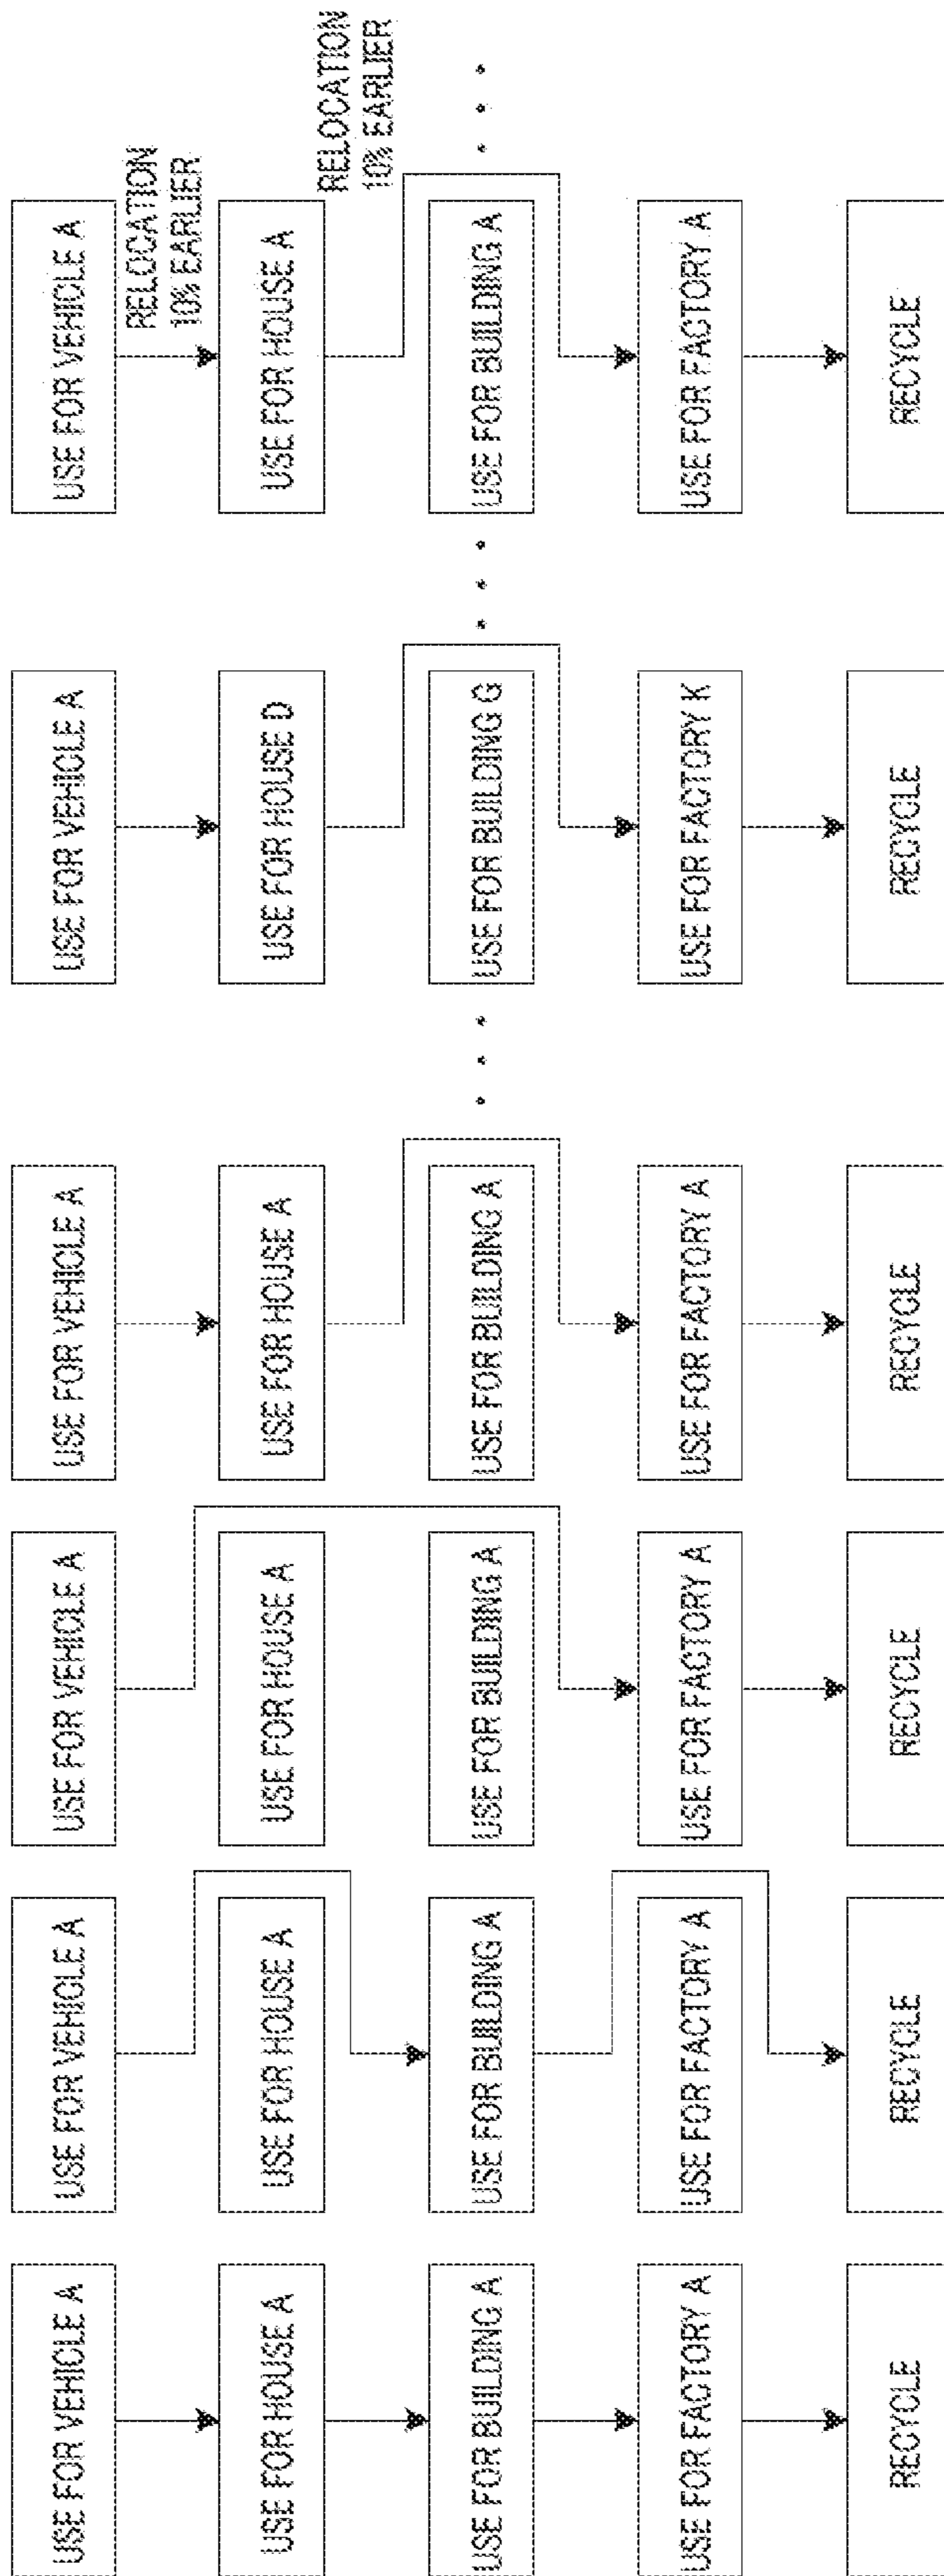 USE FOR VEHICLE A
USE FOR HOUSE A
USE FOR BUILDING A
USE FOR FACTORY A
RECYCLE
USE FOR VEHICLE A
USE FOR HOUSE A
USE FOR BUILDING A
USE FOR FACTORY A
RECYCLE
USE FOR VEHICLE A
USE FOR HOUSE A
USE FOR BUILDING A
USE FOR FACTORY A
RECYCLE
USE FOR VEHICLE A
USE FOR HOUSE A
USE FOR BUILDING A
USE FOR FACTORY A
RECYCLE
USE FOR VEHICLE A
USE FOR HOUSE D
USE FOR BUILDING G
USE FOR FACTORY K
RECYCLE
USE FOR VEHICLE A
RELOCATION
10% EARLIER
USE FOR HOUSE A
RELOCATION
10% EARLIER
USE FOR BUILDING A
USE FOR FACTORY A
RECYCLE